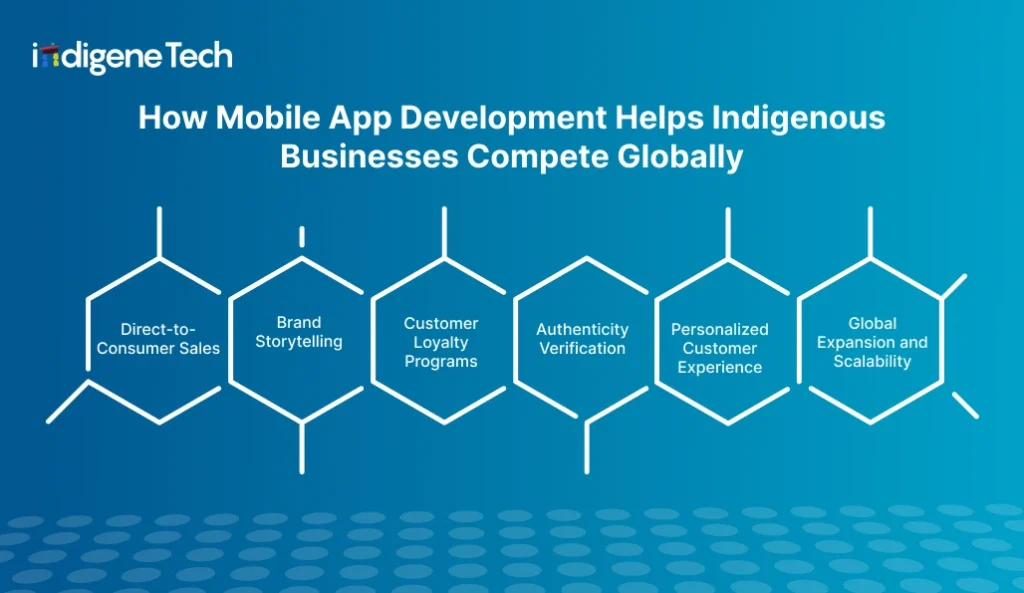 indigene Tech
How Mobile App Development Helps Indigenous
Businesses Compete Globally
Direct-to-
Consumer Sales
Brand
Storytelling
Customer
Loyalty
Programs
Authenticity
Verification
Personalized
Customer
Experience
Global
Expansion and
Scalability